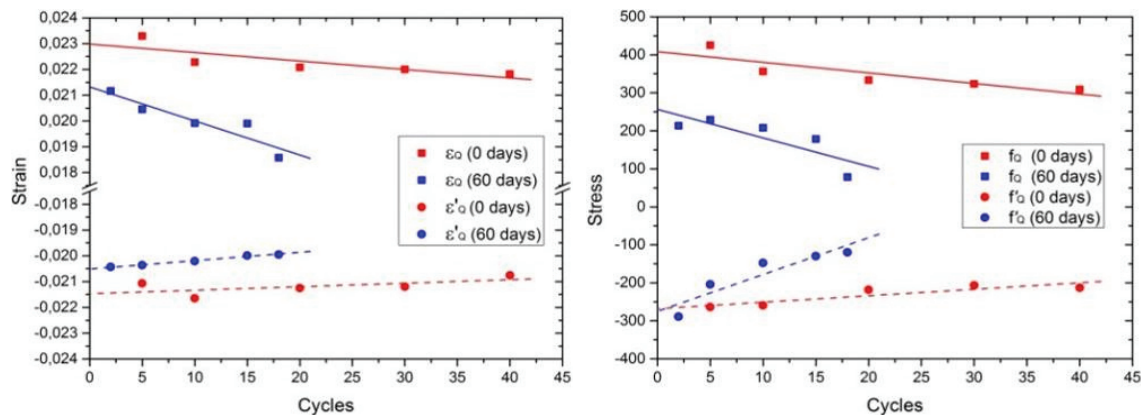 0,024
0,023
0,022
0,021
0,020
0,019
0,018
-0,018
-0,019
-0,020
-0,021
-0,022
-0,023
-0,024
Strain
0 5 10 15 20 25 30 35 40 45
Cycles
εQ (0 days)
εQ (60 days)
ε'Q (0 days)
ε'Q (60 days)
500
400
300
200
100
0
-100
-200
-300
-400
Stress
0 5 10 15 20 25 30 35 40 45
Cycles
fQ (0 days)
fQ (60 days)
f'Q (0 days)
f'Q (60 days)